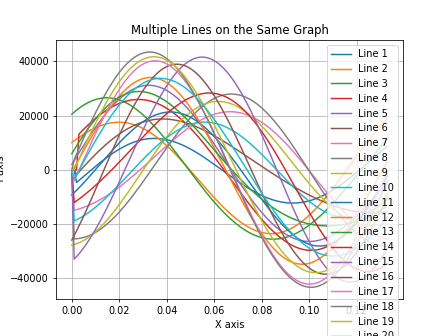 Multiple Lines on the Same Graph
40000
20000
0
−20000
−40000
axis
0.00
0.02
0.04
0.06
0.08
0.10
X axis
Line 1
Line 2
Line 3
Line 4
Line 5
Line 6
Line 7
Line 8
Line 9
Line 10
Line 11
Line 12
Line 13
Line 14
Line 15
Line 16
Line 17
Line 18
Line 19
Line 20